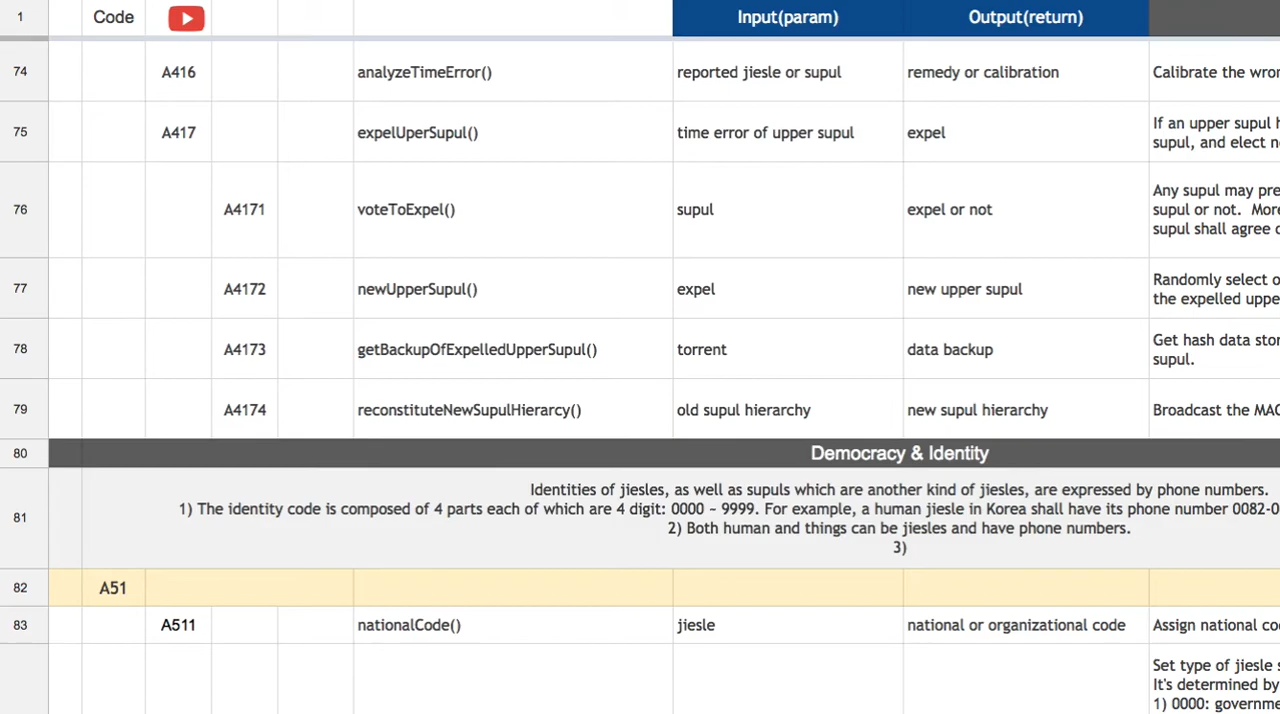 1 Code Input(param) Output(return)
74 A416 analyzeTimeError() reported jiesle or supul remedy or calibration Calibrate the
75 A417 expelUperSupul() time error of upper supul expel If an upper supul
supul, and elect
76 A4171 voteToExpel() supul expel or not Any supul may
supul or not.
supul shall agree
77 A4172 newUpperSupul() expel new upper supul Randomly select
the expelled
78 A4173 getBackupOfExpelledUpperSupul() torrent data backup Get hash data
supul.
79 A4174 reconstituteNewSupulHierarcy() old supul hierarchy new supul hierarchy Broadcast the
80 Democracy & Identity
81 Identities of jiesles, as well as supuls which are another kind of jiesles, are expressed by phone numbers.
1) The identity code is composed of 4 parts each of which are 4 digit: 0000 ~ 9999. For example, a human jiesle in Korea shall have its phone number 0082-0
2) Both human and things can be jiesles and have phone numbers.
3)
82 A51
83 A511 nationalCode() jiesle national or organizational code Assign national
Set type of jiesle
It's determined by
1) 0000: